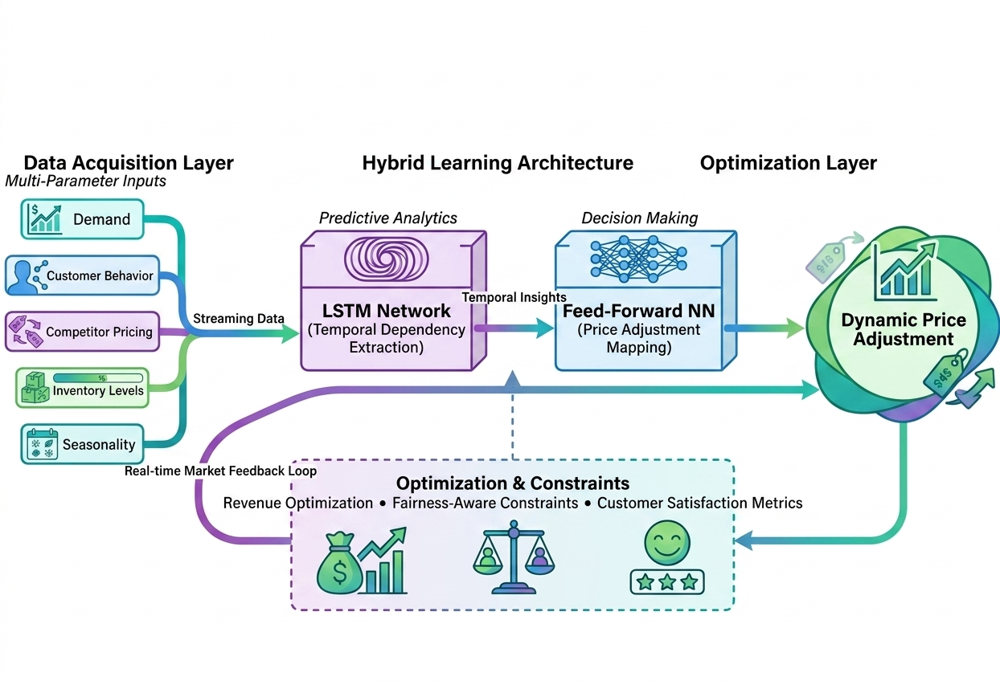 Data Acquisition Layer
Multi-Parameter Inputs
Demand
Customer Behavior
Competitor Pricing
Inventory Levels
Seasonality
Streaming Data
Hybrid Learning Architecture
Predictive Analytics
LSTM Network
(Temporal Dependency
Extraction)
Temporal Insights
Decision Making
Feed-Forward NN
(Price Adjustment
Mapping)
Optimization Layer
Dynamic Price
Adjustment
Real-time Market Feedback Loop
Optimization & Constraints
Revenue Optimization • Fairness-Aware Constraints • Customer Satisfaction Metrics